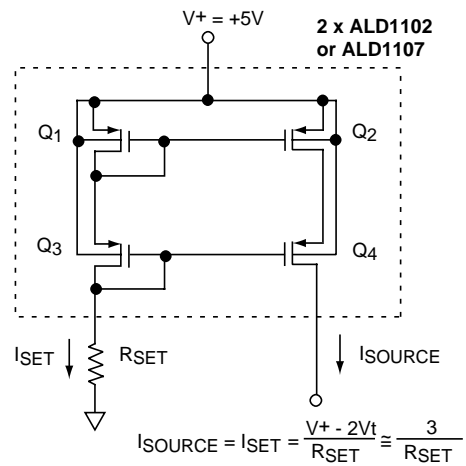 V+ = +5V
2 x ALD1102
or ALD1107
Q1
Q2
Q3
Q4
ISET
RSET
ISOURCE
ISOURCE = ISET = V+ - 2Vt / RSET ≅ 3 / RSET